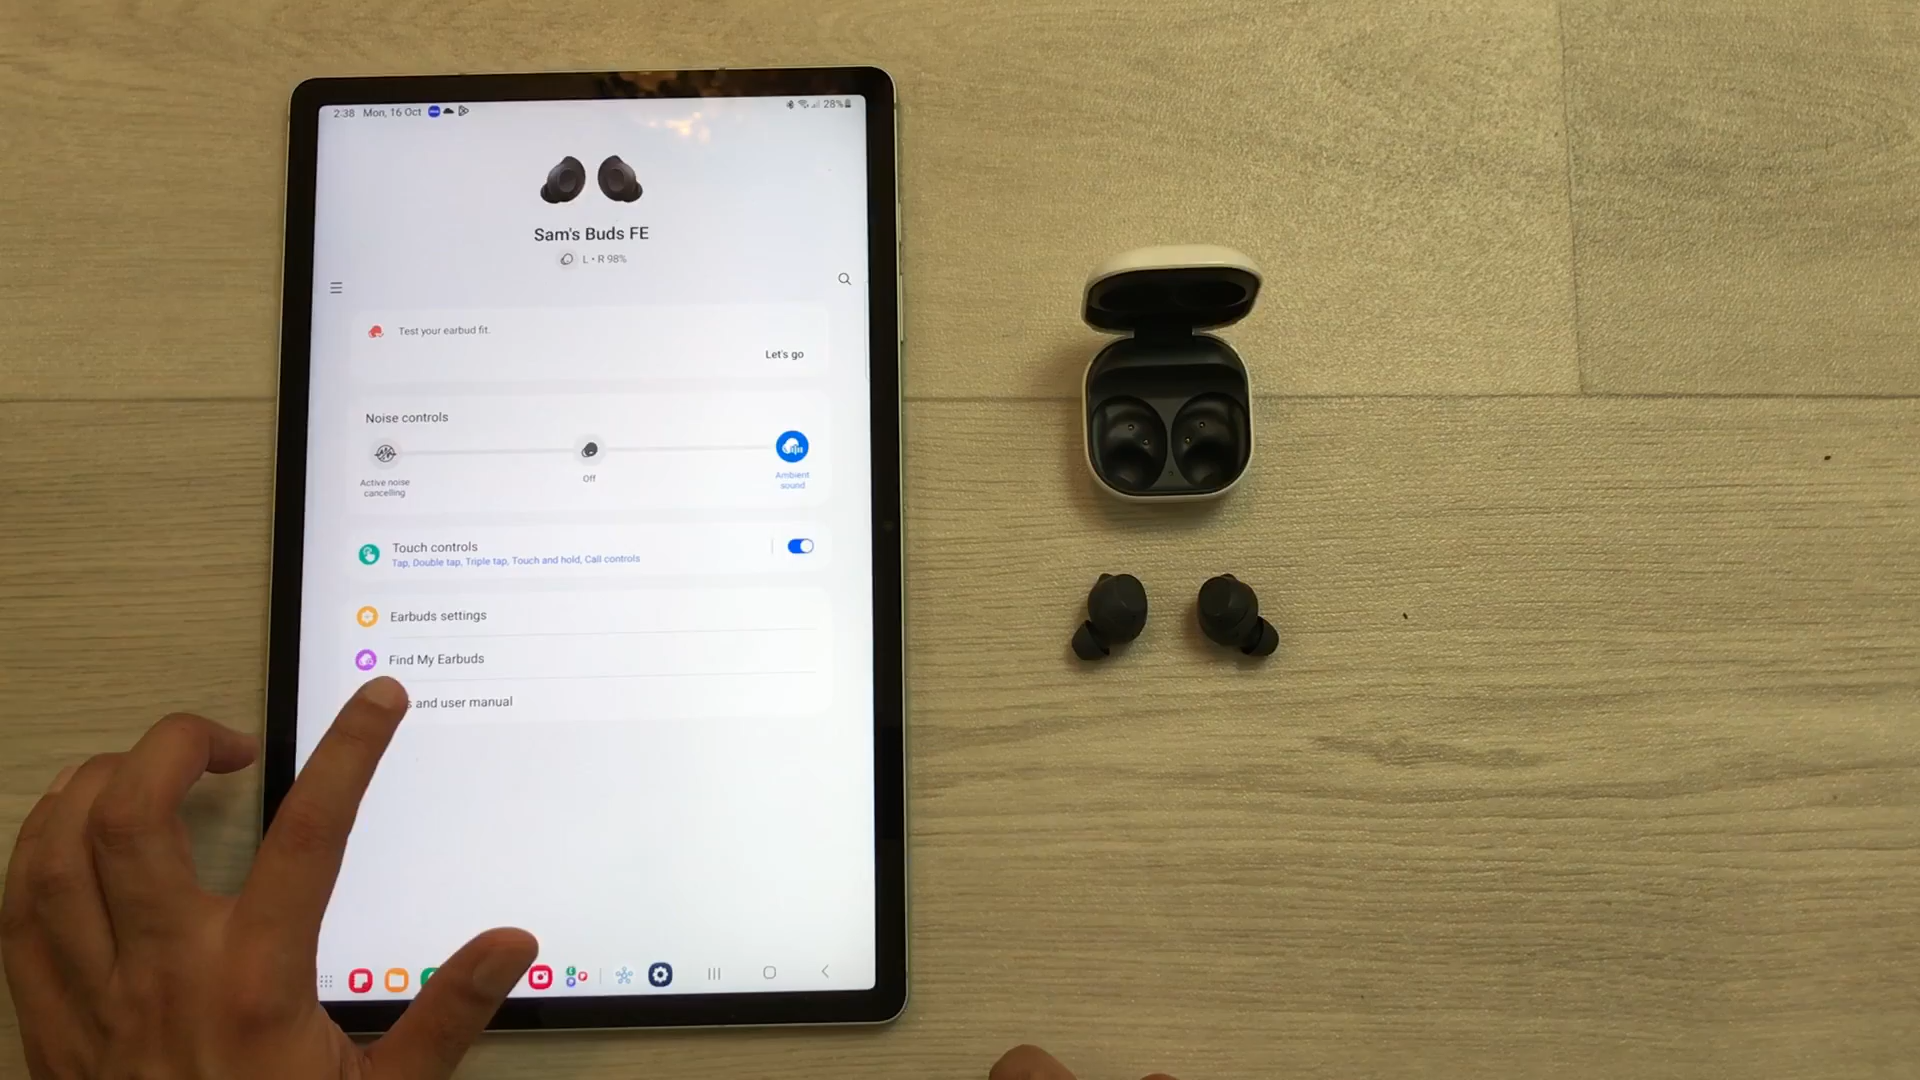 2:38 Mon, 16 Oct
28%
Sam's Buds FE
L • R 98%
Test your earbud fit.
Let's go
Noise controls
Active noise
cancelling
Off
Ambient
sound
Touch controls
Tap, Double tap, Triple tap, Touch and hold, Call controls
Earbuds settings
Find My Earbuds
s and user manual